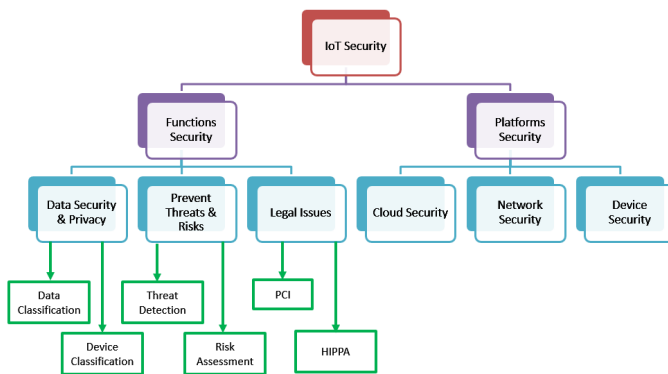 IoT Security
Functions
Security
Platforms
Security
Data Security
& Privacy
Prevent
Threats &
Risks
Legal Issues
Cloud Security
Network
Security
Device
Security
Data
Classification
Threat
Detection
PCI
Device
Classification
Risk
Assessment
HIPPA